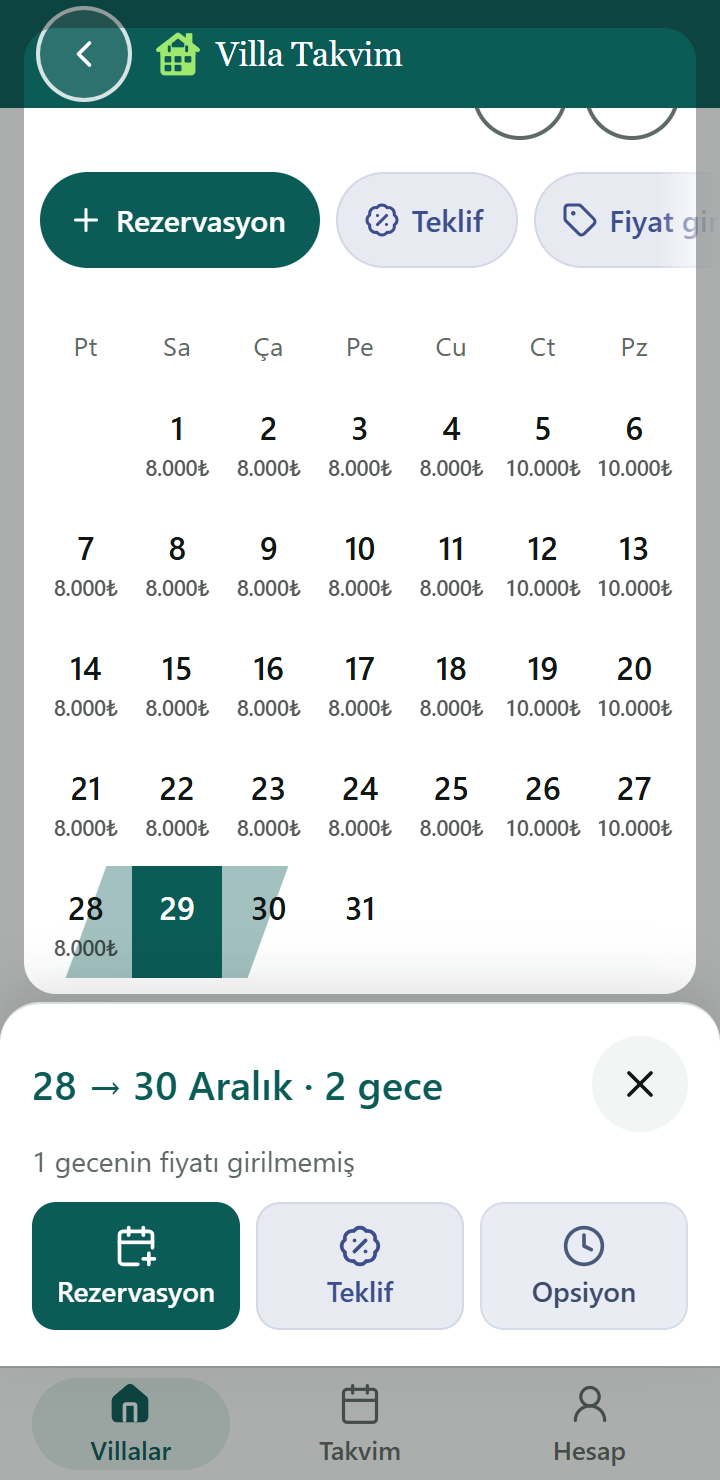 Villa Takvim
Rezervasyon
Teklif
Fiyat gir
Pt Sa Ça Pe Cu Ct Pz
1 2 3 4 5 6
8.000₺ 8.000₺ 8.000₺ 8.000₺ 10.000₺ 10.000₺
7 8 9 10 11 12 13
8.000₺ 8.000₺ 8.000₺ 8.000₺ 8.000₺ 10.000₺ 10.000₺
14 15 16 17 18 19 20
8.000₺ 8.000₺ 8.000₺ 8.000₺ 8.000₺ 10.000₺ 10.000₺
21 22 23 24 25 26 27
8.000₺ 8.000₺ 8.000₺ 8.000₺ 8.000₺ 10.000₺ 10.000₺
28 29 30 31
8.000₺
28 → 30 Aralık · 2 gece
1 gecenin fiyatı girilmemiş
Rezervasyon
Teklif
Opsiyon
Villalar
Takvim
Hesap